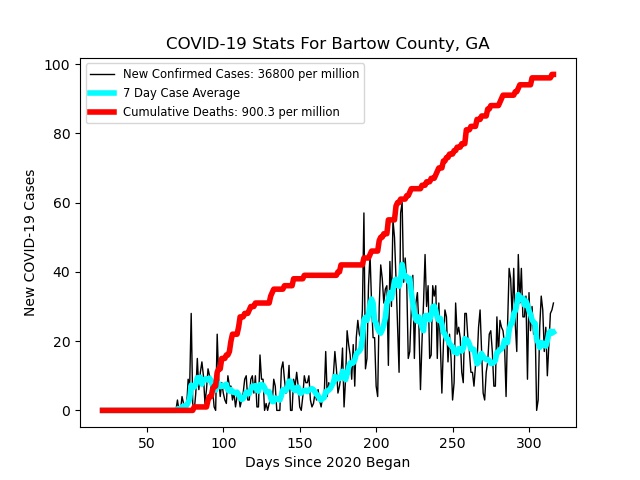 COVID-19 Stats For Bartow County, GA
New Confirmed Cases: 36800 per million
7 Day Case Average
Cumulative Deaths: 900.3 per million
100
80
60
40
20
0
New COVID-19 Cases
50 100 150 200 250 300
Days Since 2020 Began